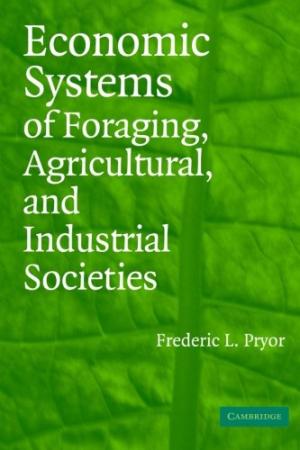 Economic
Systems
of Foraging,
Agricultural,
and
Industrial
Societies
Frederic L. Pryor
CAMBRIDGE